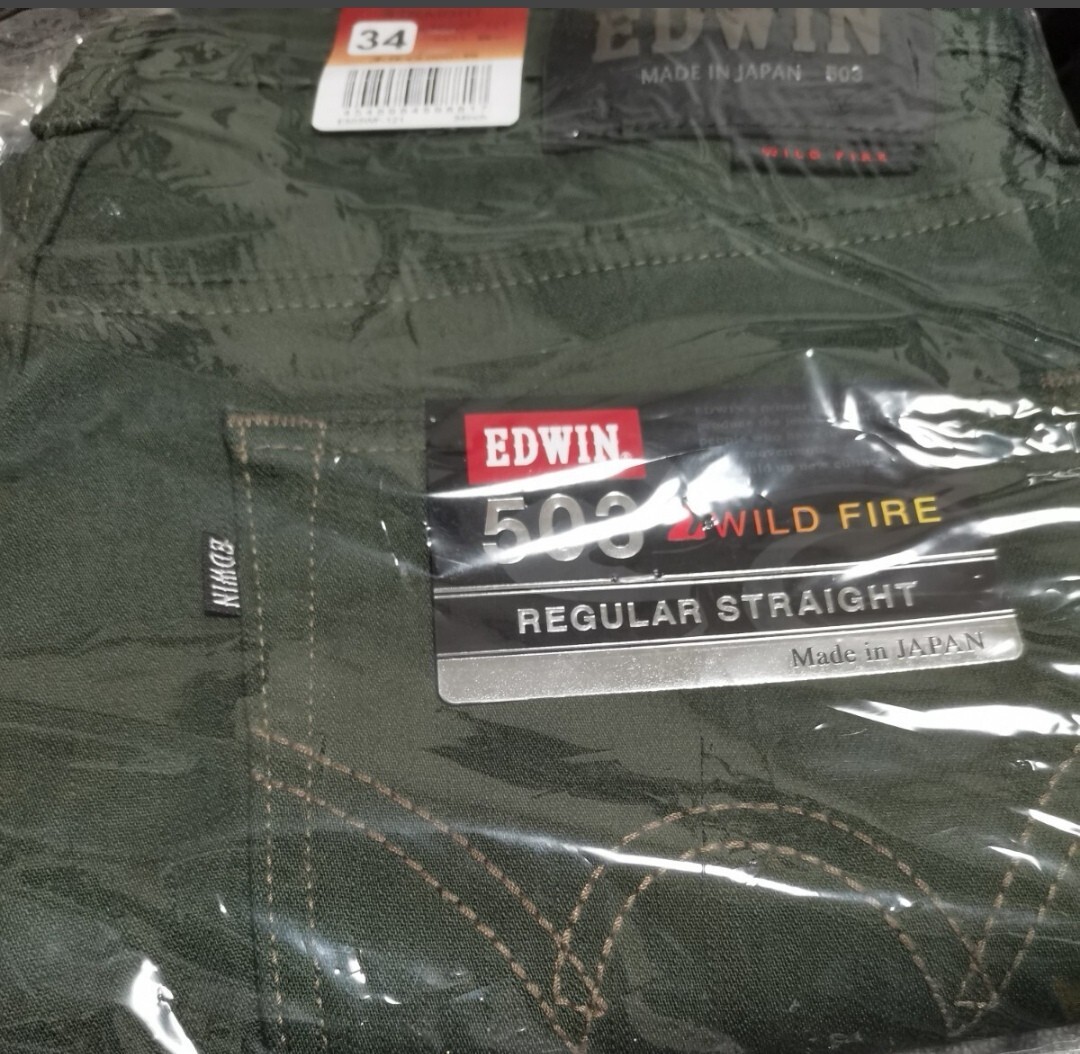 34
EDWIN
MADE IN JAPAN 503
WILD FIRE
EDWIN
503 WILD FIRE
REGULAR STRAIGHT
Made in JAPAN
EDWIN